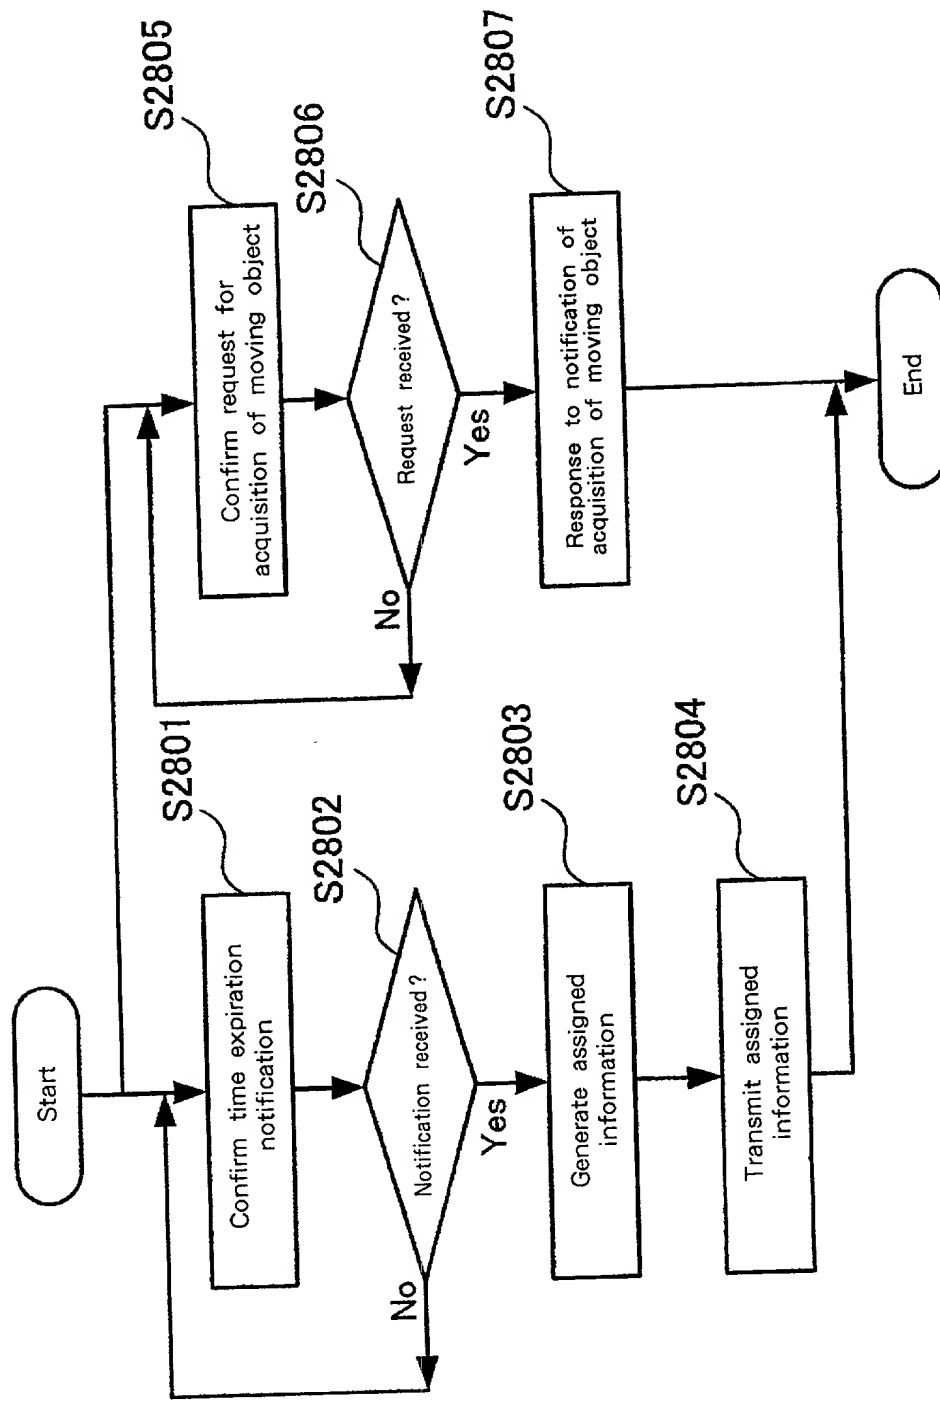 Start
S2801
Confirm time expiration
notification
S2802
Notification received?
No
Yes
S2803
Generate assigned
information
S2804
Transmit assigned
information
S2805
Confirm request for
acquisition of moving object
S2806
Request received?
No
Yes
S2807
Response to notification of
acquisition of moving object
End